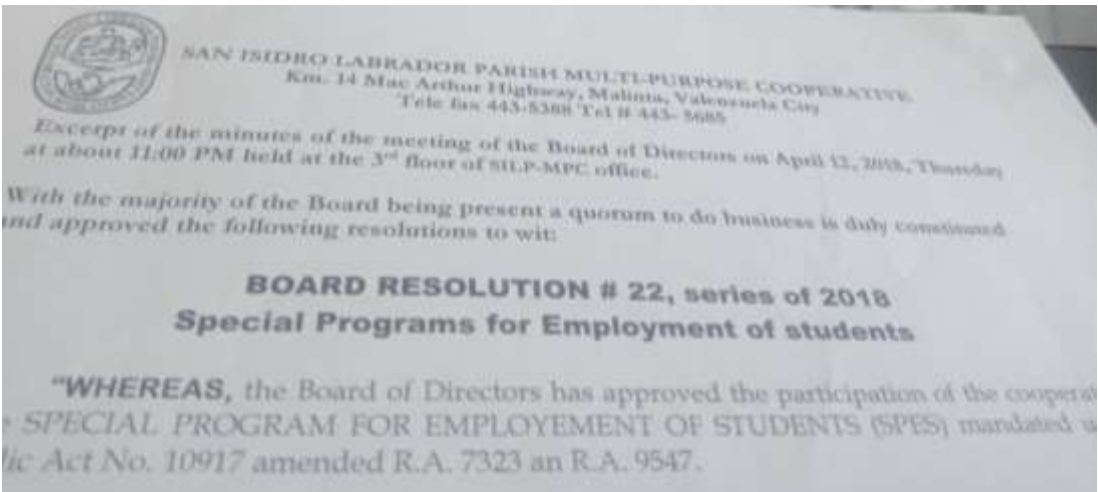 SAN ISIDRO LABRADOR PARISH MULTI-PURPOSE COOPERATIVE
Km. 14 Mac Arthur Highway, Malinta, Valenzuela City
Tele fax 443-5388 Tel # 443- 5685
Excerpt of the minutes of the meeting of the Board of Directors on April 12, 2018, Thursday
at about 11:00 PM held at the 3rd floor of SILP-MPC office.
With the majority of the Board being present a quorum to do business is duly constituted
and approved the following resolutions to wit:
BOARD RESOLUTION # 22, series of 2018
Special Programs for Employment of students
"WHEREAS, the Board of Directors has approved the participation of the cooperat
SPECIAL PROGRAM FOR EMPLOYEMENT OF STUDENTS (SPES) mandated u
lic Act No. 10917 amended R.A. 7323 an R.A. 9547.